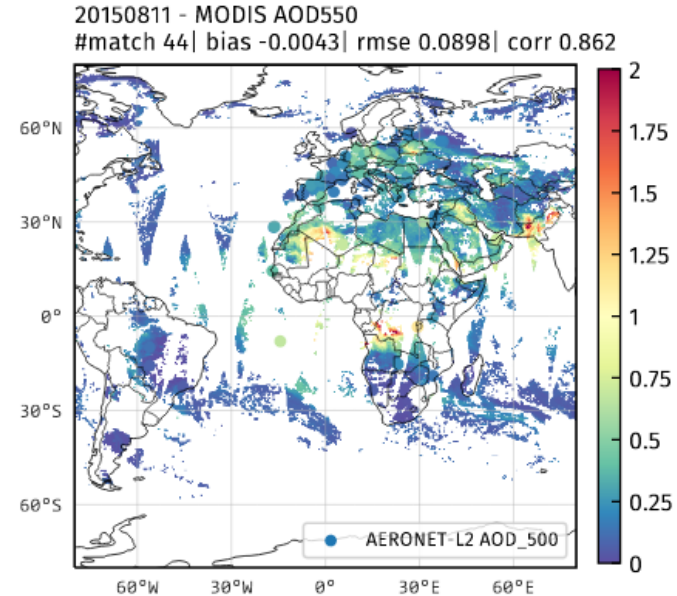 20150811 - MODIS AOD550
#match 44| bias -0.0043| rmse 0.0898| corr 0.862
2
60°N
1.75
1.5
30°N
1.25
0°
1
0.75
30°S
0.5
60°S
0.25
AERONET-L2 AOD_500
0
60°W 30°W 0° 30°E 60°E